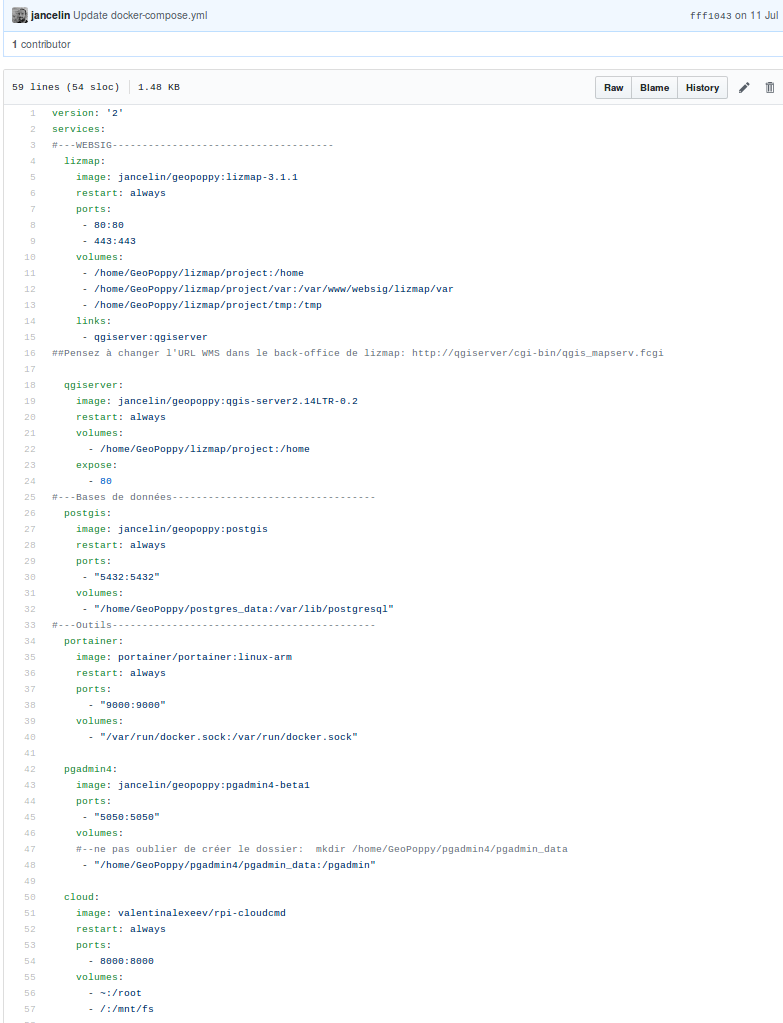 jancelin Update docker-compose.yml fff1043 on 11 Jul
1 contributor
59 lines (54 sloc) 1.48 KB Raw Blame History
1 version: '2'
2 services:
3 #---WEBSIG-------------------------------------
4 lizmap:
5 image: jancelin/geopoppy:lizmap-3.1.1
6 restart: always
7 ports:
8 - 80:80
9 - 443:443
10 volumes:
11 - /home/GeoPoppy/lizmap/project:/home
12 - /home/GeoPoppy/lizmap/project/var:/var/www/websig/lizmap/var
13 - /home/GeoPoppy/lizmap/project/tmp:/tmp
14 links:
15 - qgiserver:qgiserver
16 ##Pensez à changer l'URL WMS dans le back-office de lizmap: http://qgiserver/cgi-bin/qgis_mapserv.fcgi
17
18 qgiserver:
19 image: jancelin/geopoppy:qgis-server2.14LTR-0.2
20 restart: always
21 volumes:
22 - /home/GeoPoppy/lizmap/project:/home
23 expose:
24 - 80
25 #---Bases de données----------------------------------
26 postgis:
27 image: jancelin/geopoppy:postgis
28 restart: always
29 ports:
30 - "5432:5432"
31 volumes:
32 - "/home/GeoPoppy/postgres_data:/var/lib/postgresql"
33 #---Outils--------------------------------------------
34 portainer:
35 image: portainer/portainer:linux-arm
36 restart: always
37 ports:
38 - "9000:9000"
39 volumes:
40 - "/var/run/docker.sock:/var/run/docker.sock"
41
42 pgadmin4:
43 image: jancelin/geopoppy:pgadmin4-beta1
44 ports:
45 - "5050:5050"
46 volumes:
47 #--ne pas oublier de créer le dossier:  mkdir /home/GeoPoppy/pgadmin4/pgadmin_data
48 - "/home/GeoPoppy/pgadmin4/pgadmin_data:/pgadmin"
49
50 cloud:
51 image: valentinalexeev/rpi-cloudcmd
52 restart: always
53 ports:
54 - 8000:8000
55 volumes:
56 - ~:/root
57 - /:/mnt/fs